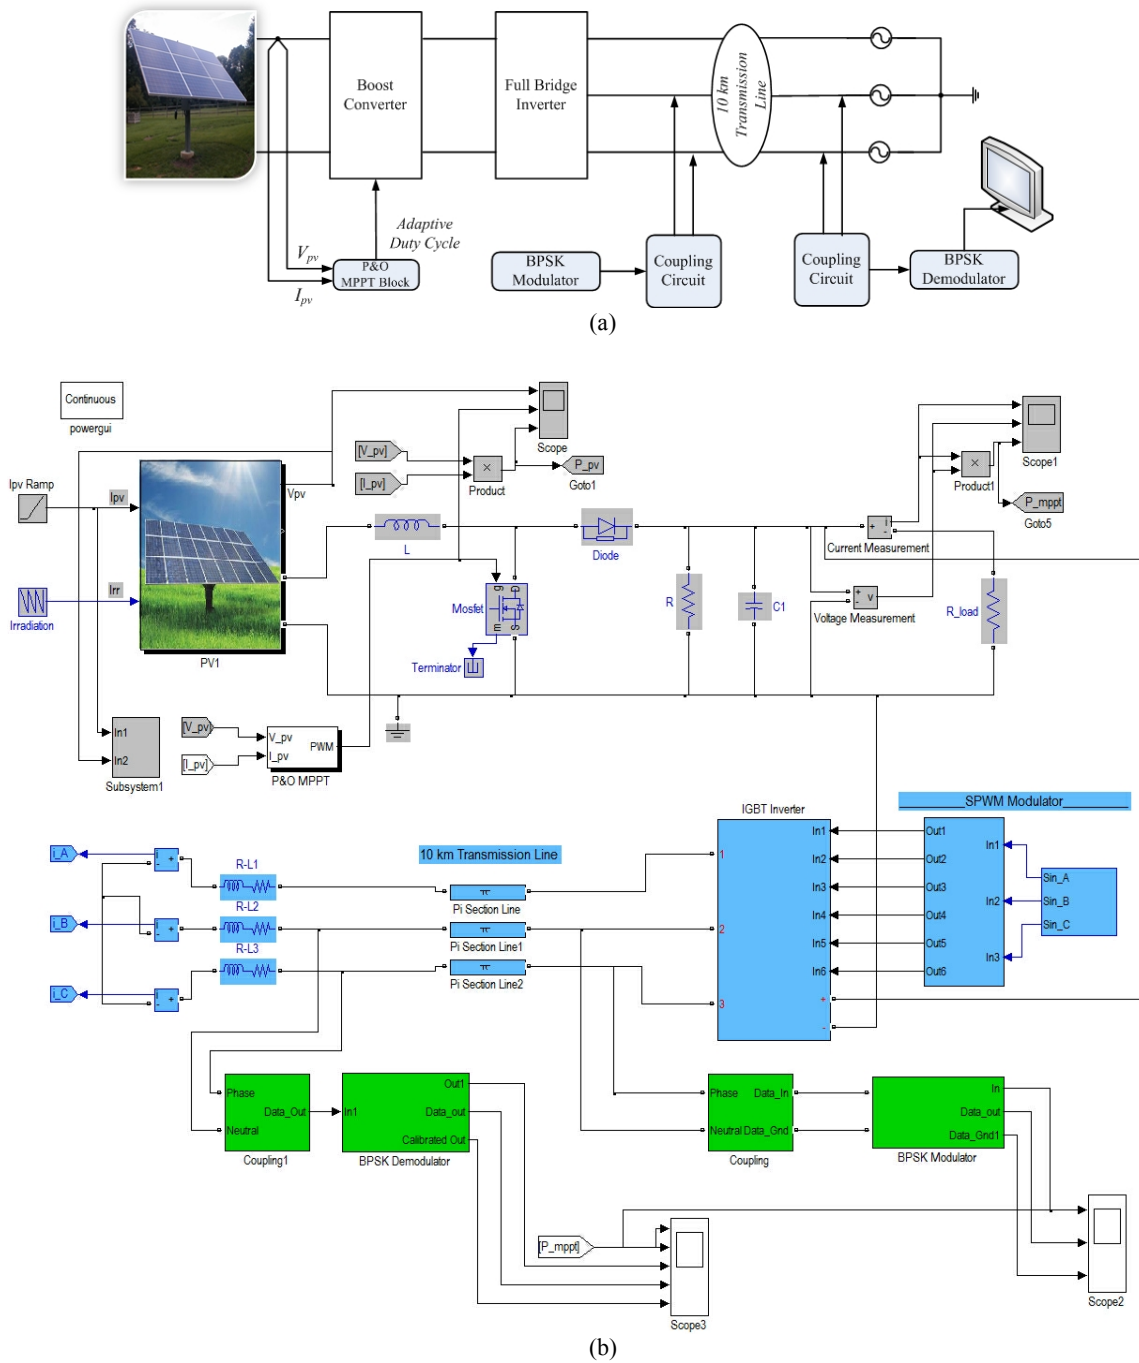 Boost
Converter
Full Bridge
Inverter
10 km
Transmission
Line
Adaptive
Duty Cycle
Vpv
Ipv
P&O
MPPT Block
BPSK
Modulator
Coupling
Circuit
Coupling
Circuit
BPSK
Demodulator
(a)
Continuous
powergui
Ipv Ramp
Ipv
Irradiation
Irr
Vpv
PV1
[V_pv]
[I_pv]
Product
P_pv
Goto1
Scope
L
Diode
g
D
m
S
Mosfet
Terminator
R
C1
i
+
-
Current Measurement
+
-
v
Voltage Measurement
R_load
Product1
P_mppt
Goto5
Scope1
In1
In2
Subsystem1
[V_pv]
[I_pv]
V_pv
I_pv
PWM
P&O MPPT
IGBT Inverter
SPWM Modulator
i_A
i
+
-
R-L1
10 km Transmission Line
Pi Section Line
i_B
i
+
-
R-L2
Pi Section Line1
i_C
i
+
-
R-L3
Pi Section Line2
1
2
3
In1
In2
In3
In4
In5
In6
+
-
Out1
Out2
Out3
Out4
Out5
Out6
In1
In2
In3
Sin_A
Sin_B
Sin_C
Phase
Neutral
Data_Out
Coupling1
In1
Out1
Data_out
Calibrated Out
BPSK Demodulator
Phase
Neutral
Data_In
Data_Gnd
Coupling
In
Data_out
Data_Gnd1
BPSK Modulator
[P_mppt]
Scope3
Scope2
(b)